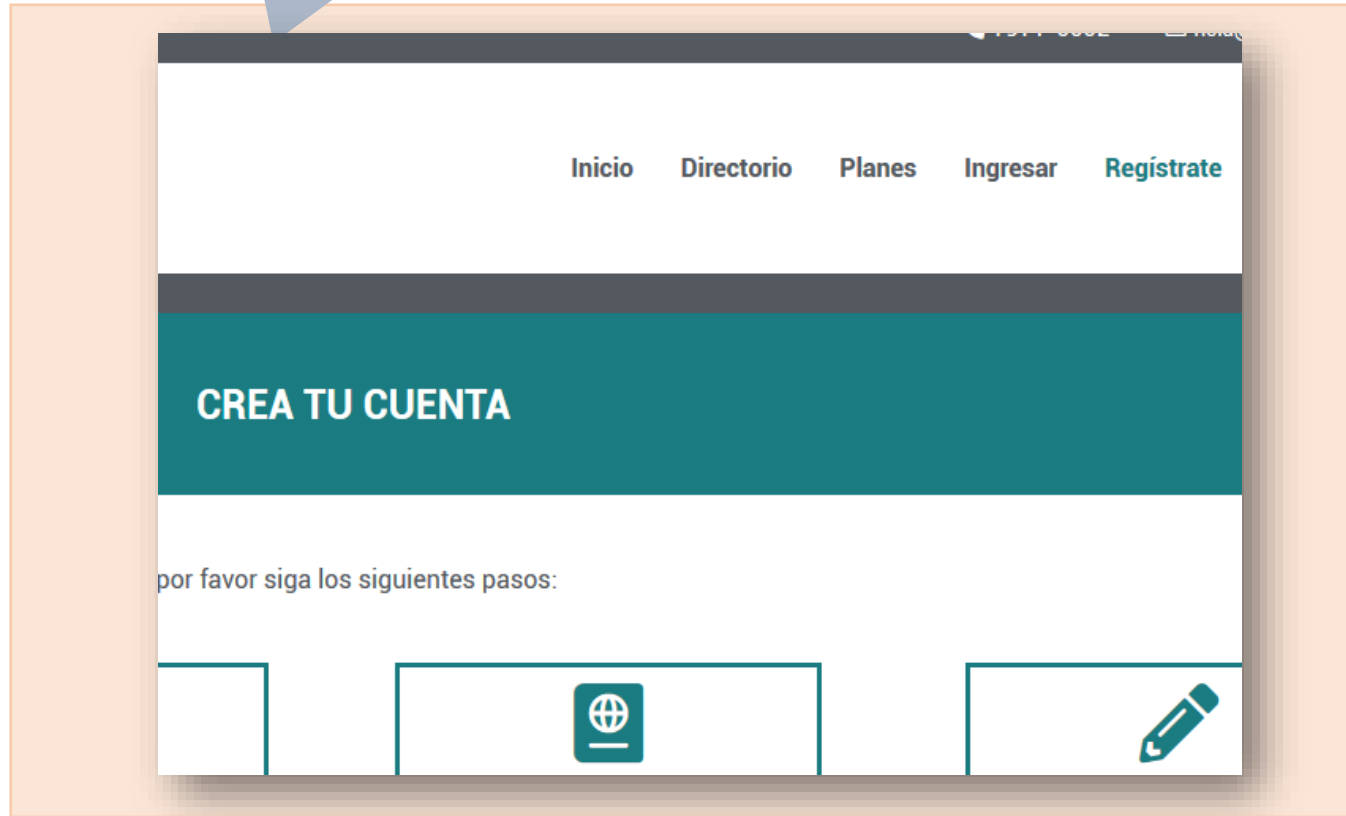 Inicio Directorio Planes Ingresar Regístrate
CREA TU CUENTA
por favor siga los siguientes pasos: